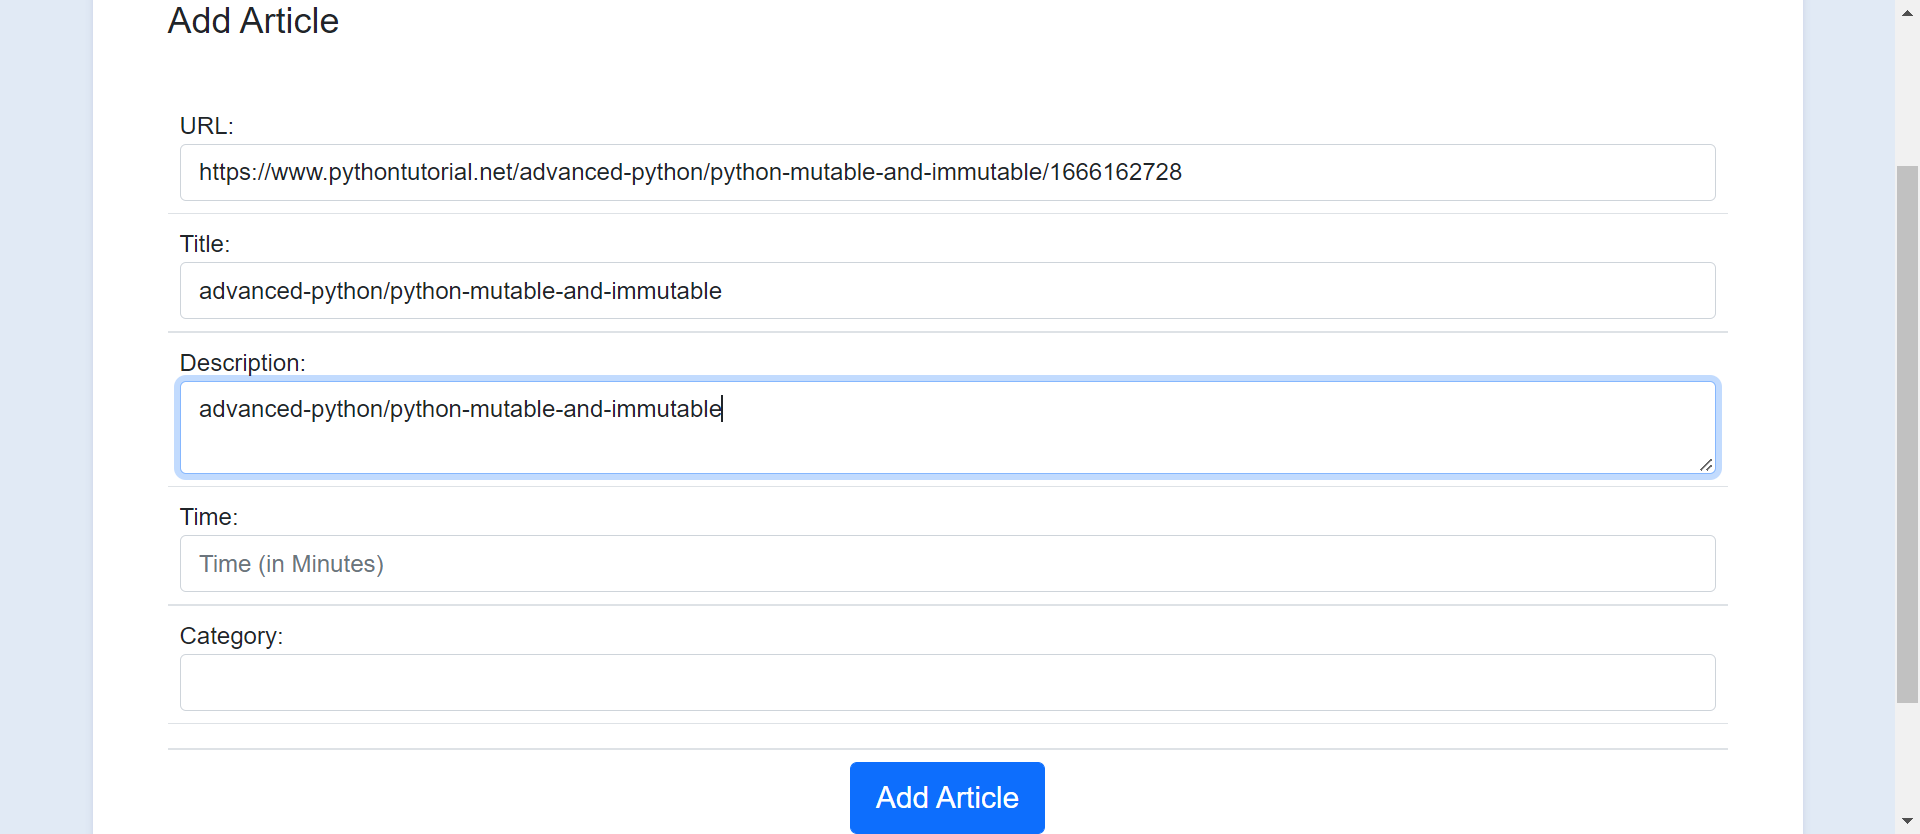 Add Article
URL:
https://www.pythontutorial.net/advanced-python/python-mutable-and-immutable/1666162728
Title:
advanced-python/python-mutable-and-immutable
Description:
advanced-python/python-mutable-and-immutable
Time:
Time (in Minutes)
Category:
Add Article